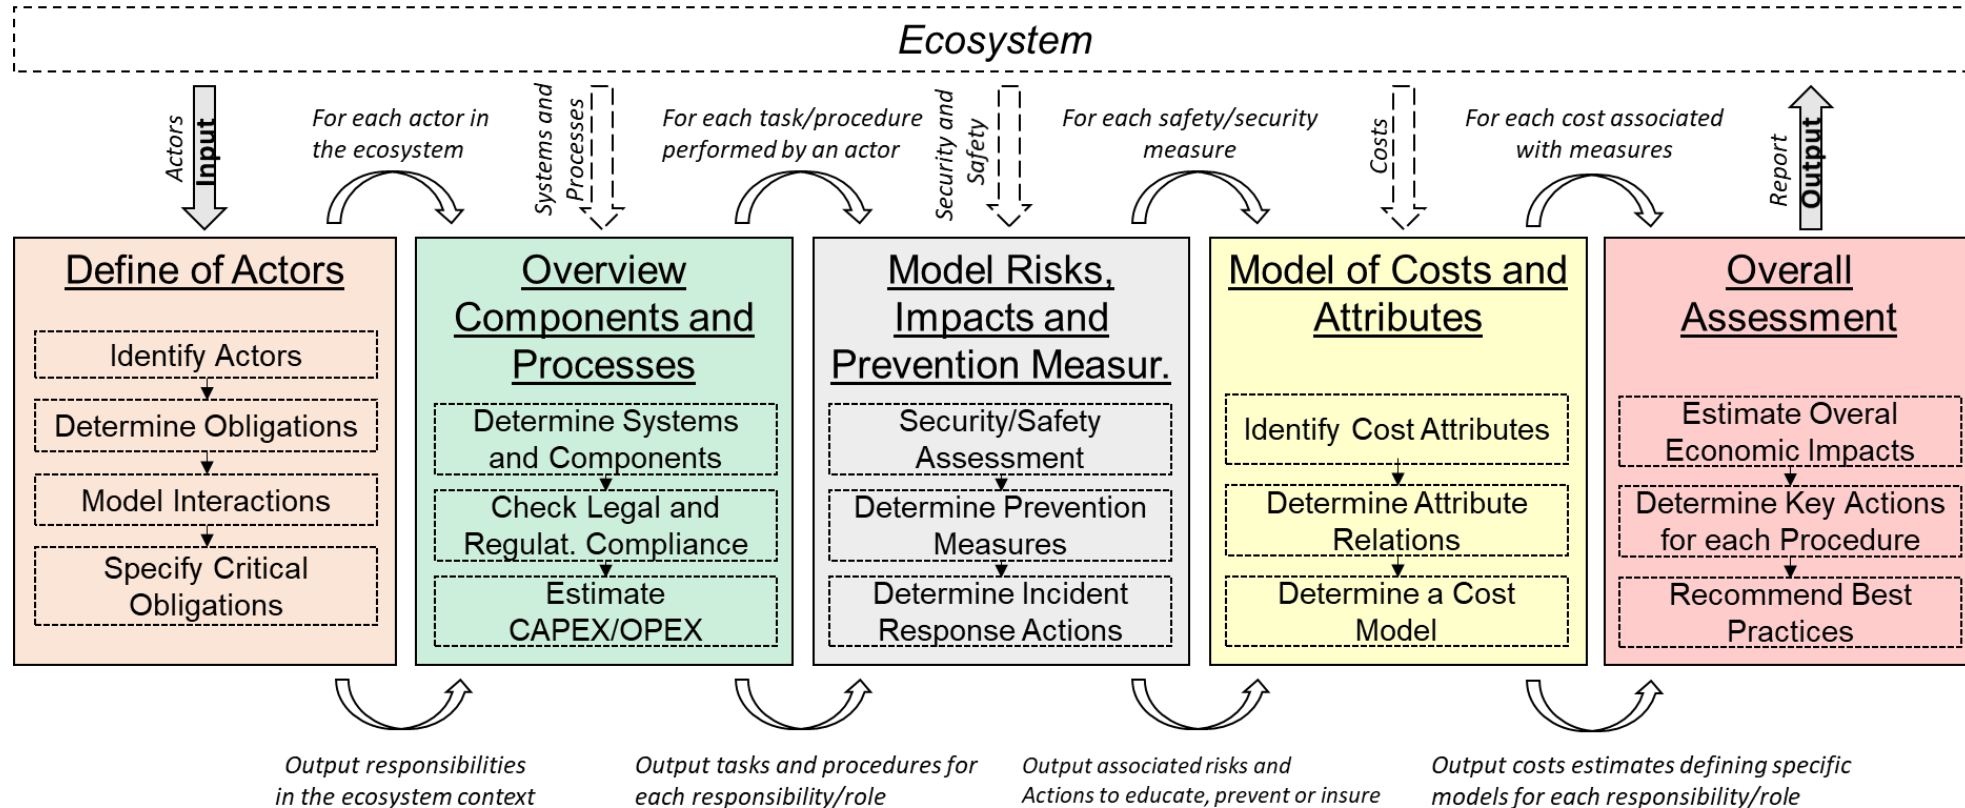 Ecosystem
Actors
Input
For each actor in
the ecosystem
Systems and
Processes
For each task/procedure
performed by an actor
Security and
Safety
For each safety/security
measure
Costs
For each cost associated
with measures
Report
Output
Define of Actors
Identify Actors
Determine Obligations
Model Interactions
Specify Critical
Obligations
Overview
Components and
Processes
Determine Systems
and Components
Check Legal and
Regulat. Compliance
Estimate
CAPEX/OPEX
Model Risks,
Impacts and
Prevention Measur.
Security/Safety
Assessment
Determine Prevention
Measures
Determine Incident
Response Actions
Model of Costs and
Attributes
Identify Cost Attributes
Determine Attribute
Relations
Determine a Cost
Model
Overall
Assessment
Estimate Overal
Economic Impacts
Determine Key Actions
for each Procedure
Recommend Best
Practices
Output responsibilities
in the ecosystem context
Output tasks and procedures for
each responsibility/role
Output associated risks and
Actions to educate, prevent or insure
Output costs estimates defining specific
models for each responsibility/role